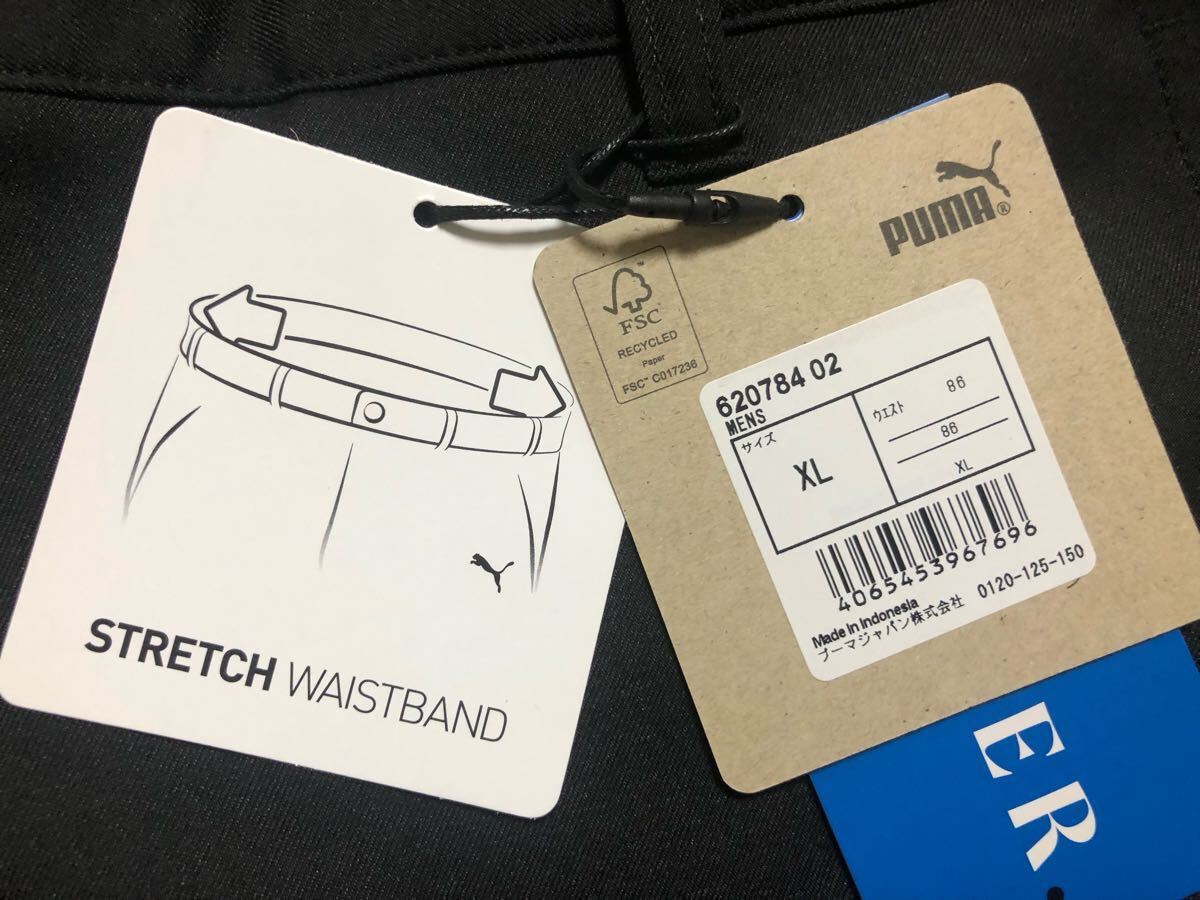 STRETCH WAISTBAND
PUMA®
FSC™
RECYCLED
Paper
FSC™ C017236
620784 02
MENS
サイズ
XL
ウエスト 86
86
XL
4065453967696
Made in Indonesia
プーマジャパン株式会社 0120-125-150
ER